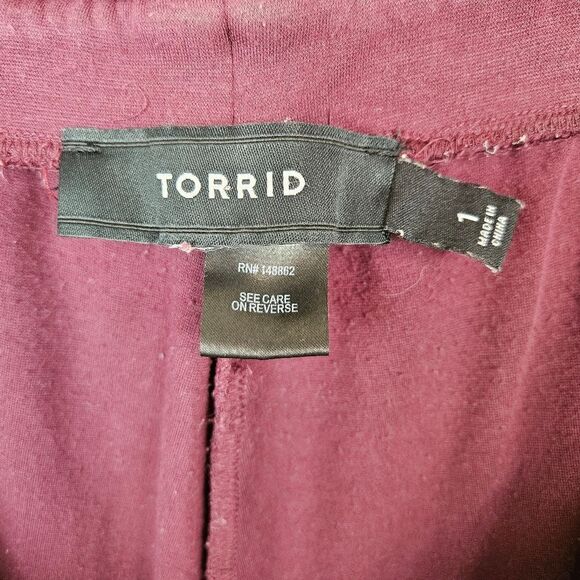 TORRID
1
MADE IN
CHINA
RN# 148862
SEE CARE
ON REVERSE